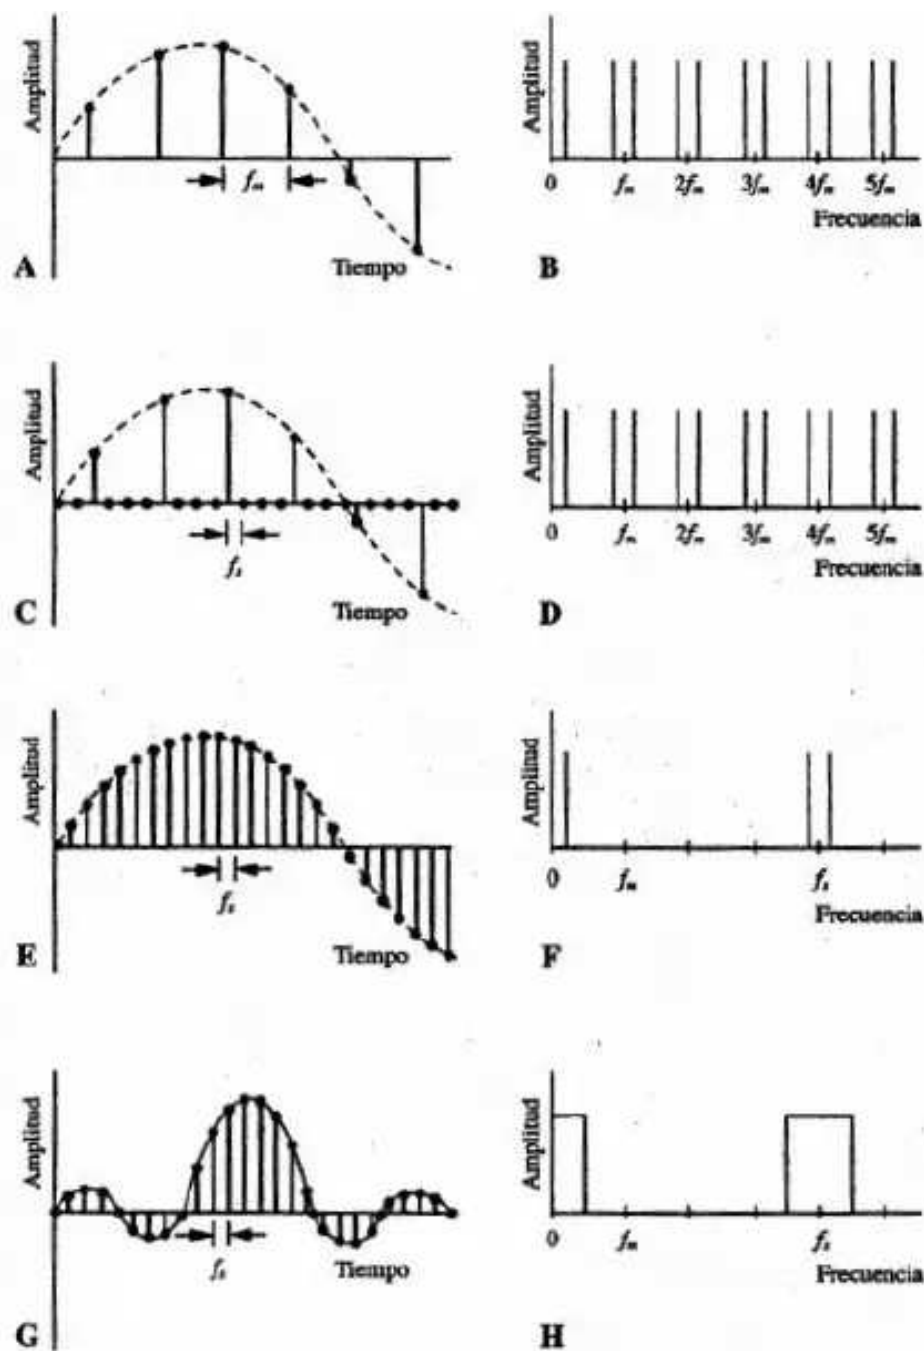 Amplitud
fm
Tiempo
A
Amplitud
0 fm 2fm 3fm 4fm 5fm
Frecuencia
B
Amplitud
fs
Tiempo
C
Amplitud
0 fm 2fm 3fm 4fm 5fm
Frecuencia
D
Amplitud
fs
Tiempo
E
Amplitud
0 fm fs
Frecuencia
F
Amplitud
fs
Tiempo
G
Amplitud
0 fm fs
Frecuencia
H